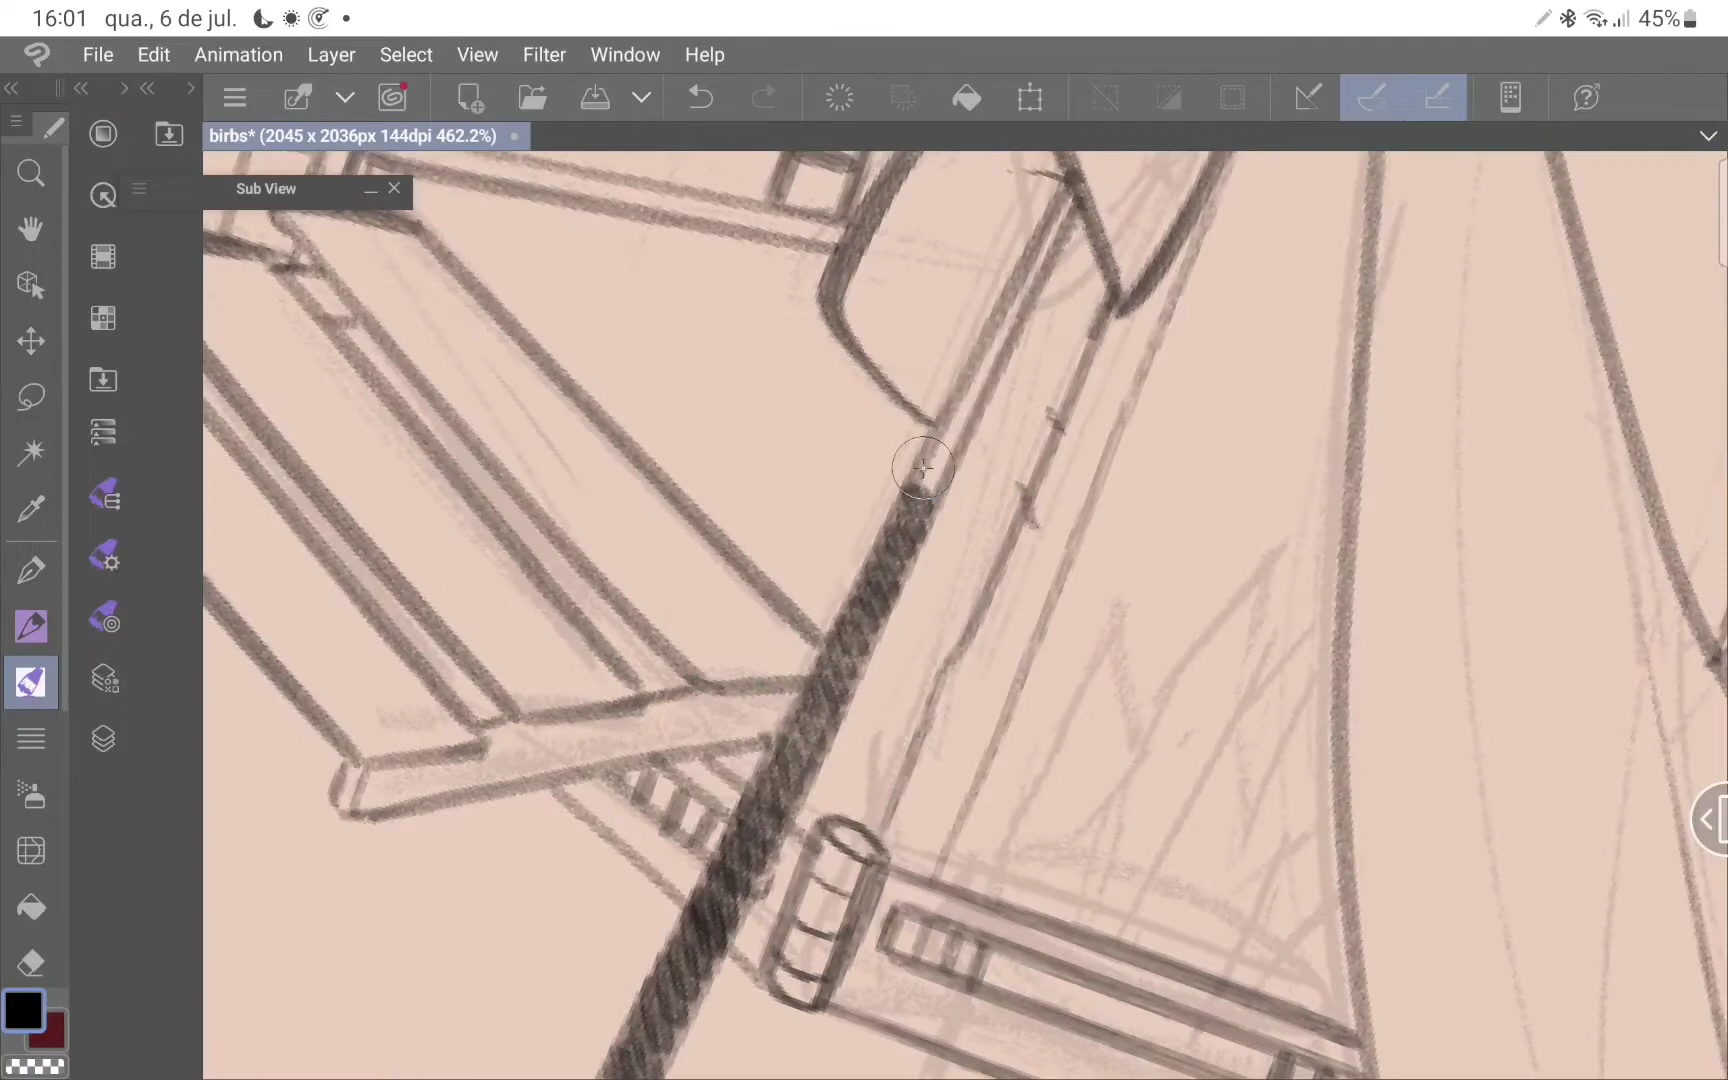 16:01 qua., 6 de jul. 45%
File Edit Animation Layer Select View Filter Window Help
birbs* (2045 x 2036px 144dpi 462.2%)
Sub View